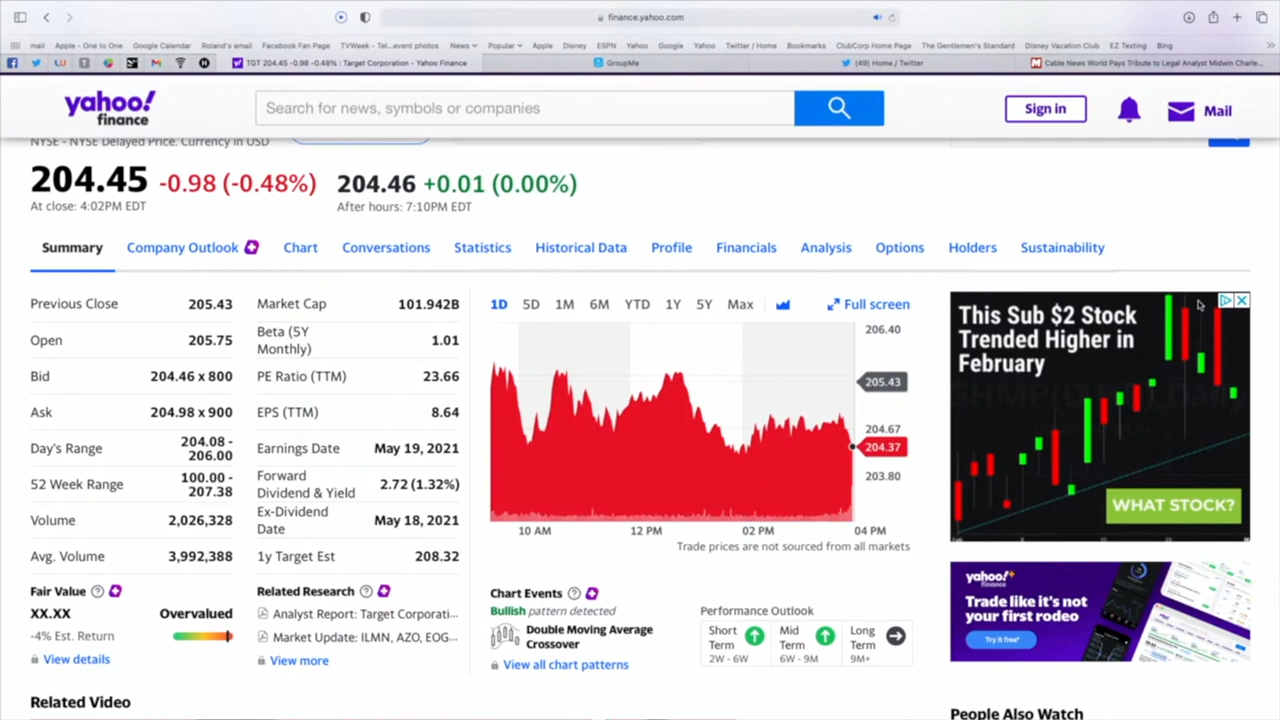 finance.yahoo.com
mail Apple - One to One Google Calendar Roland's email Facebook Fan Page TVWeek - Tel...event photos News Popular Apple Disney ESPN Yahoo Google Yahoo Twitter / Home Bookmarks ClubCorp Home Page The Gentlemen's Standard Disney Vacation Club EZ Texting Bing
TGT 204.45 -0.98 -0.48% : Target Corporation - Yahoo Finance
GroupMe
(49) Home / Twitter
Cable News World Pays Tribute to Legal Analyst Midwin Charle...
yahoo!
finance
Search for news, symbols or companies
Sign in
Mail
NYSE - NYSE Delayed Price. Currency in USD
204.45 -0.98 (-0.48%)
At close: 4:02PM EDT
204.46 +0.01 (0.00%)
After hours: 7:10PM EDT
Summary Company Outlook Chart Conversations Statistics Historical Data Profile Financials Analysis Options Holders Sustainability
Previous Close 205.43
Open 205.75
Bid 204.46 x 800
Ask 204.98 x 900
Day's Range 204.08 -
206.00
52 Week Range 100.00 -
207.38
Volume 2,026,328
Avg. Volume 3,992,388
Market Cap 101.942B
Beta (5Y
Monthly) 1.01
PE Ratio (TTM) 23.66
EPS (TTM) 8.64
Earnings Date May 19, 2021
Forward
Dividend & Yield 2.72 (1.32%)
Ex-Dividend
Date May 18, 2021
1y Target Est 208.32
Fair Value
XX.XX Overvalued
-4% Est. Return
View details
Related Research
Analyst Report: Target Corporati...
Market Update: ILMN, AZO, EOG...
View more
1D 5D 1M 6M YTD 1Y 5Y Max Full screen
206.40
205.43
204.67
204.37
203.80
10 AM 12 PM 02 PM 04 PM
Trade prices are not sourced from all markets
Chart Events
Bullish pattern detected
Double Moving Average
Crossover
View all chart patterns
Performance Outlook
Short
Term
2W - 6W
Mid
Term
6W - 9M
Long
Term
9M+
This Sub $2 Stock
Trended Higher in
February
WHAT STOCK?
yahoo!+
finance
Trade like it's not
your first rodeo
Try it free*
Related Video
People Also Watch